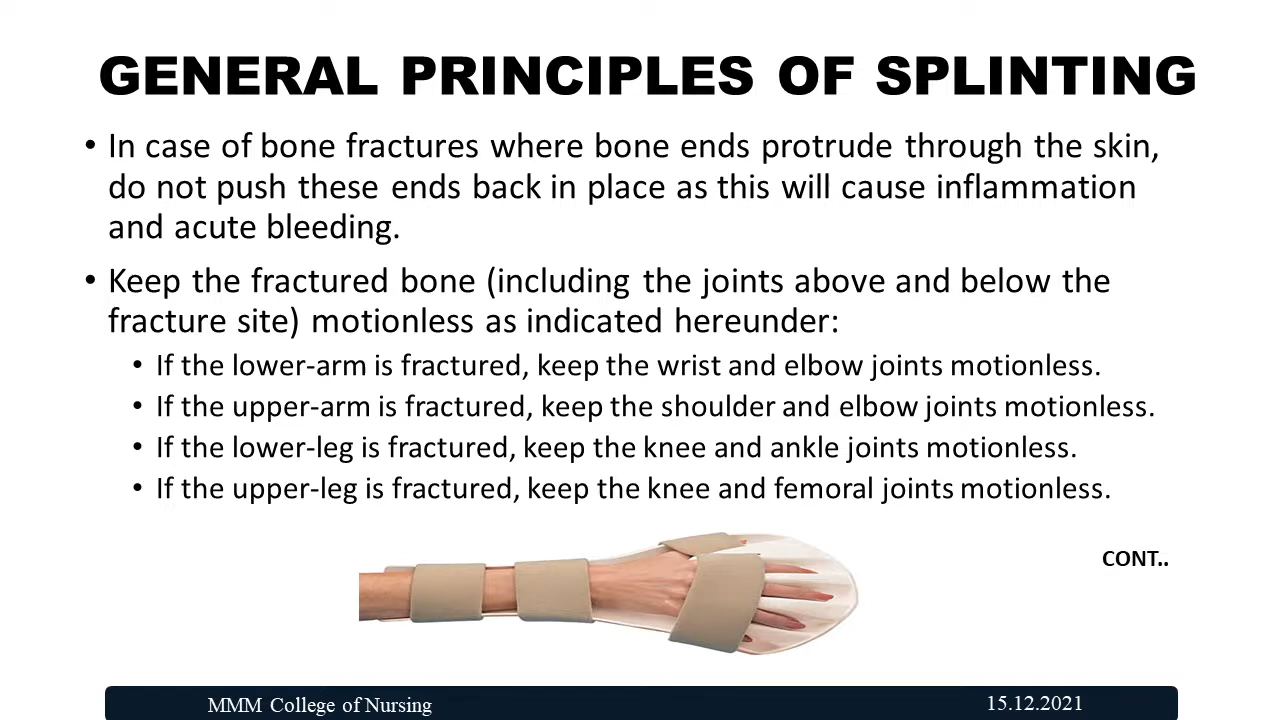 GENERAL PRINCIPLES OF SPLINTING
• In case of bone fractures where bone ends protrude through the skin,
do not push these ends back in place as this will cause inflammation
and acute bleeding.
• Keep the fractured bone (including the joints above and below the
fracture site) motionless as indicated hereunder:
• If the lower-arm is fractured, keep the wrist and elbow joints motionless.
• If the upper-arm is fractured, keep the shoulder and elbow joints motionless.
• If the lower-leg is fractured, keep the knee and ankle joints motionless.
• If the upper-leg is fractured, keep the knee and femoral joints motionless.
CONT..
MMM College of Nursing
15.12.2021